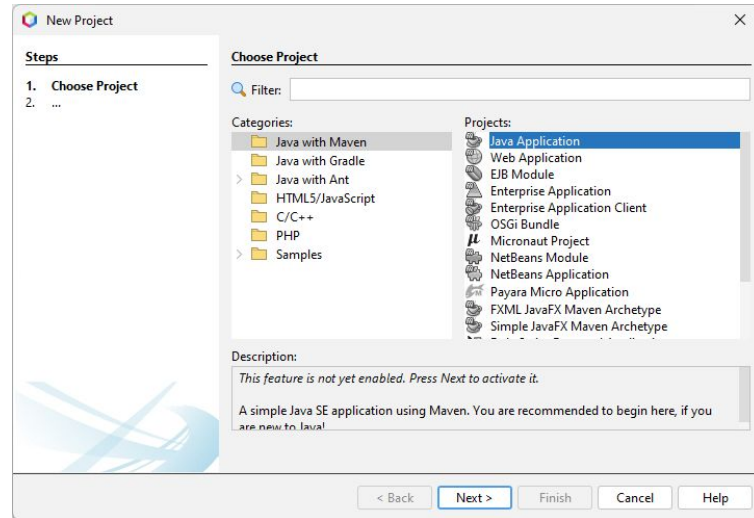 New Project
Steps
1. Choose Project
2. ...
Choose Project
Filter:
Categories:
Java with Maven
Java with Gradle
Java with Ant
HTML5/JavaScript
C/C++
PHP
Samples
Projects:
Java Application
Web Application
EJB Module
Enterprise Application
Enterprise Application Client
OSGi Bundle
Micronaut Project
NetBeans Module
NetBeans Application
Payara Micro Application
FXML JavaFX Maven Archetype
Simple JavaFX Maven Archetype
Description:
This feature is not yet enabled. Press Next to activate it.
A simple Java SE application using Maven. You are recommended to begin here, if you
are new to Java!
< Back
Next >
Finish
Cancel
Help